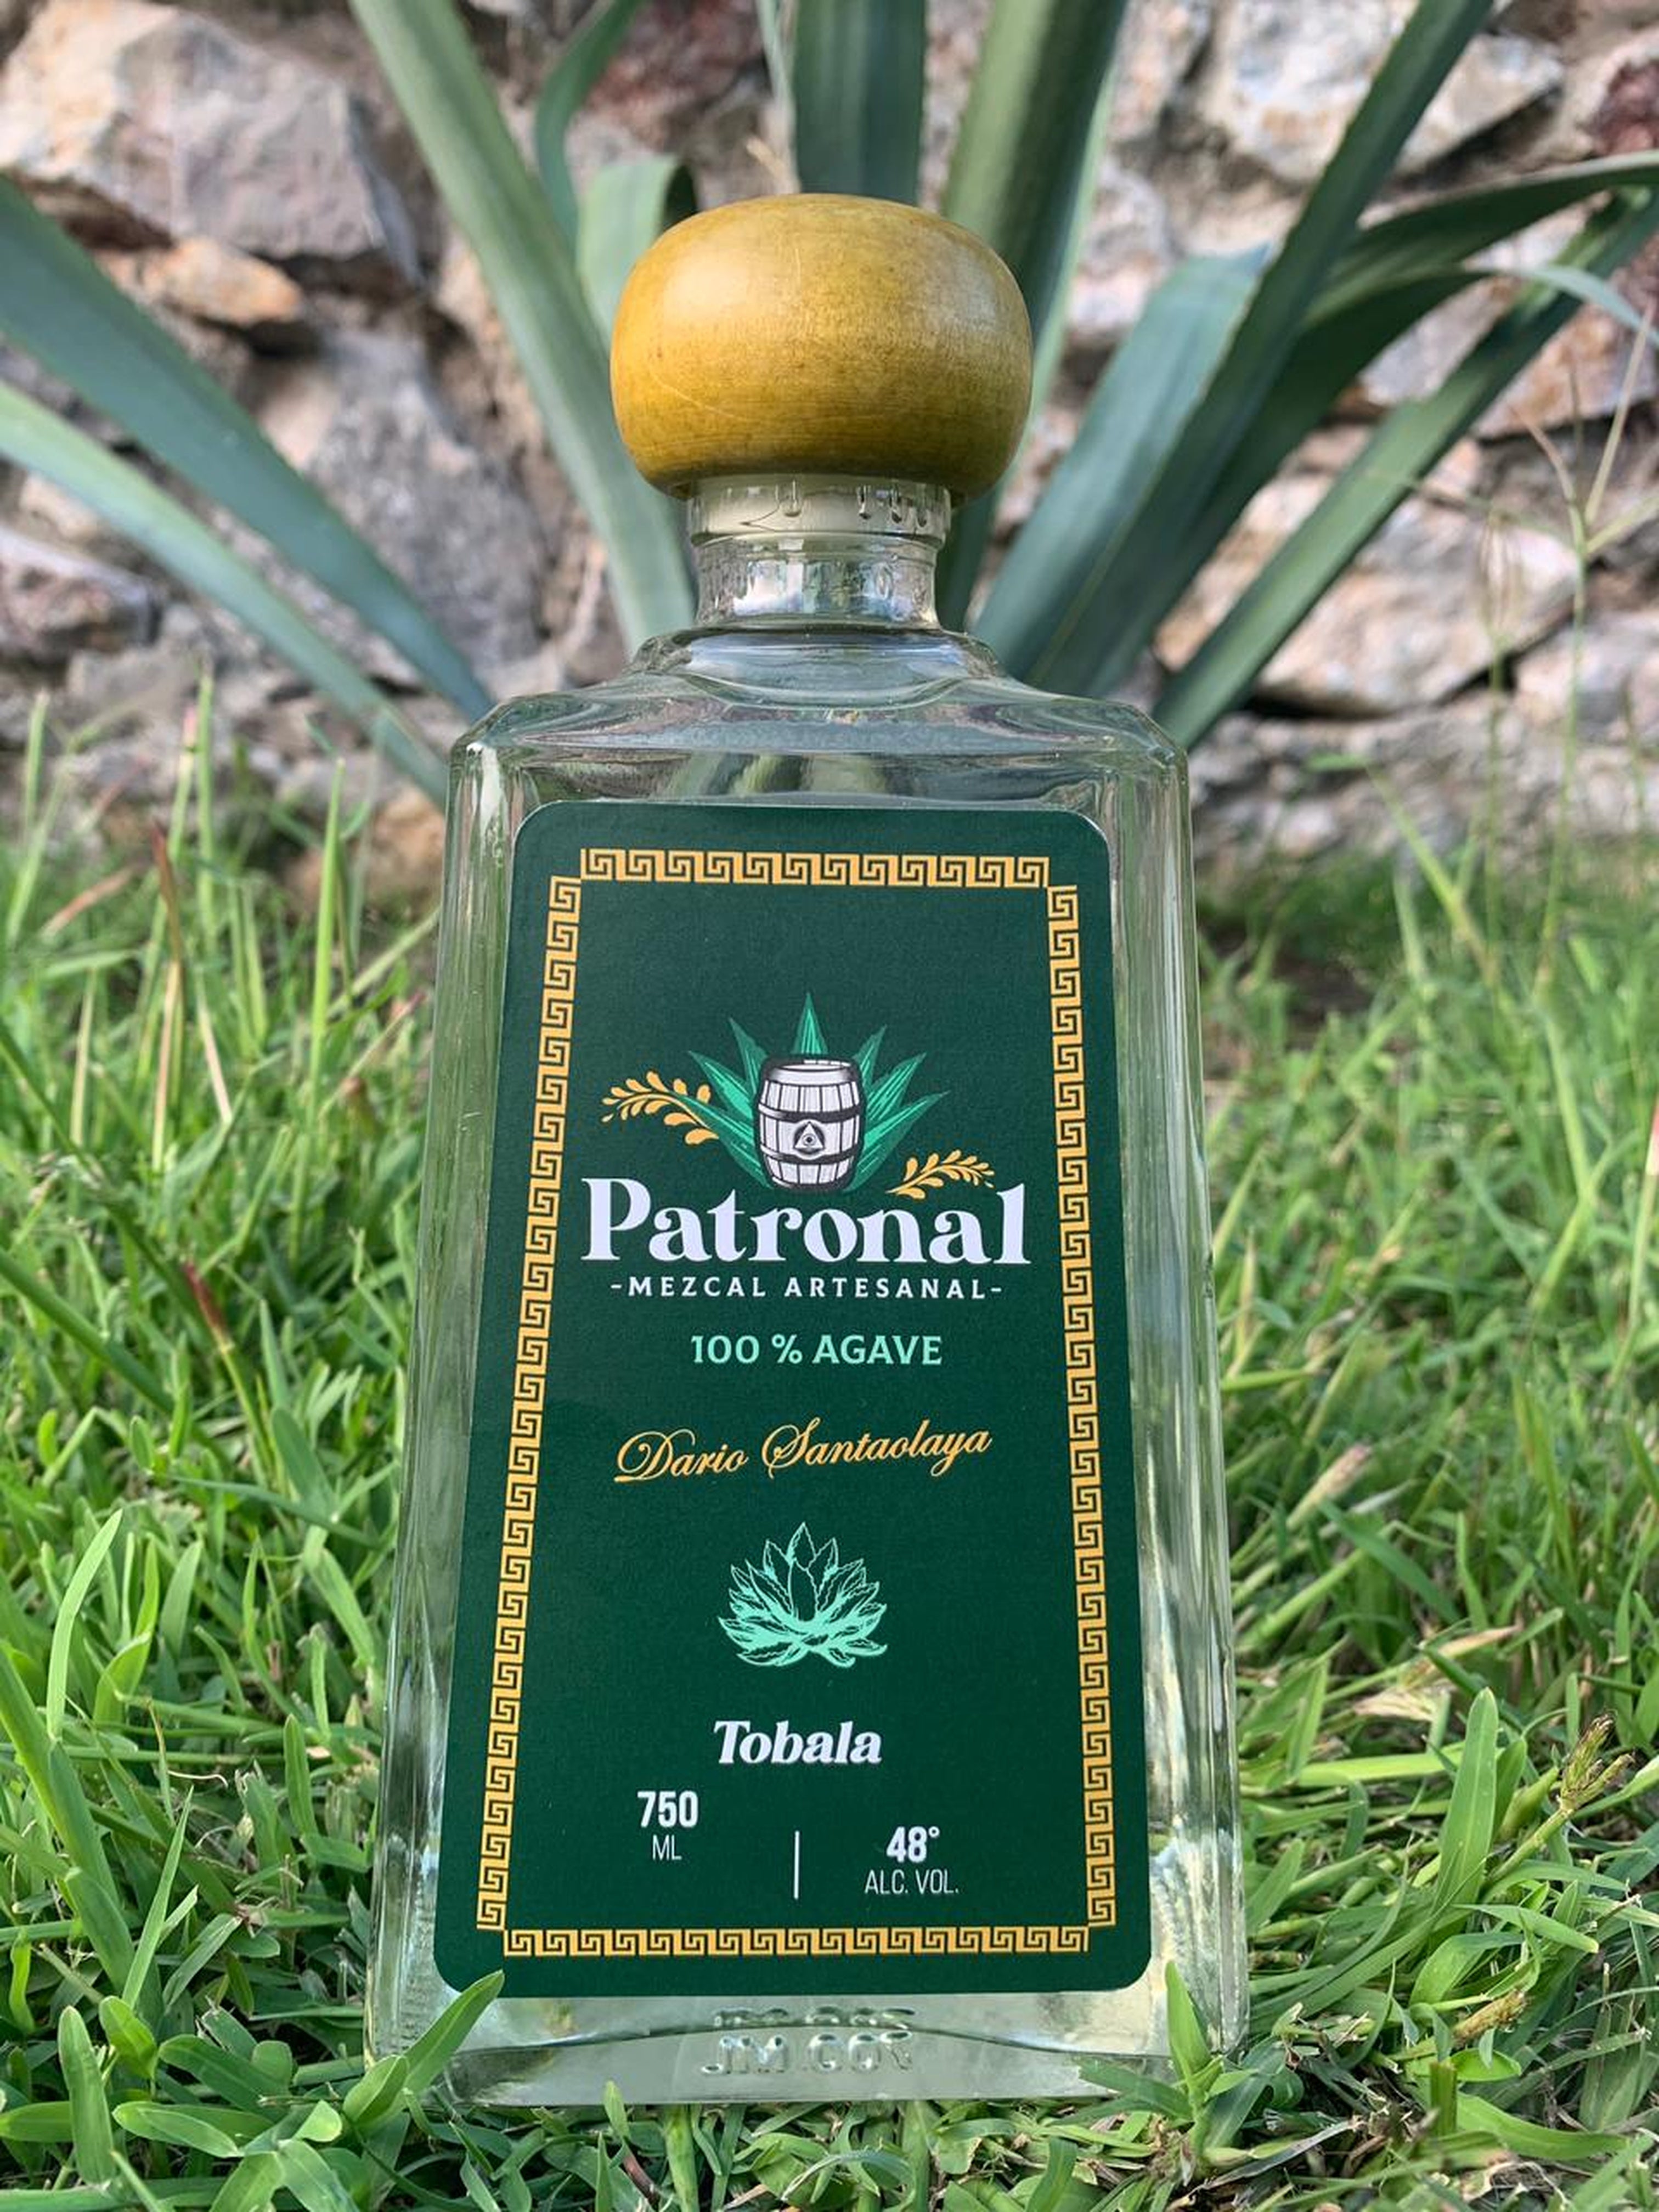 Patronal
-MEZCAL ARTESANAL-
100 % AGAVE
Dario Santaolaya
Tobala
750
ML
48°
ALC. VOL.